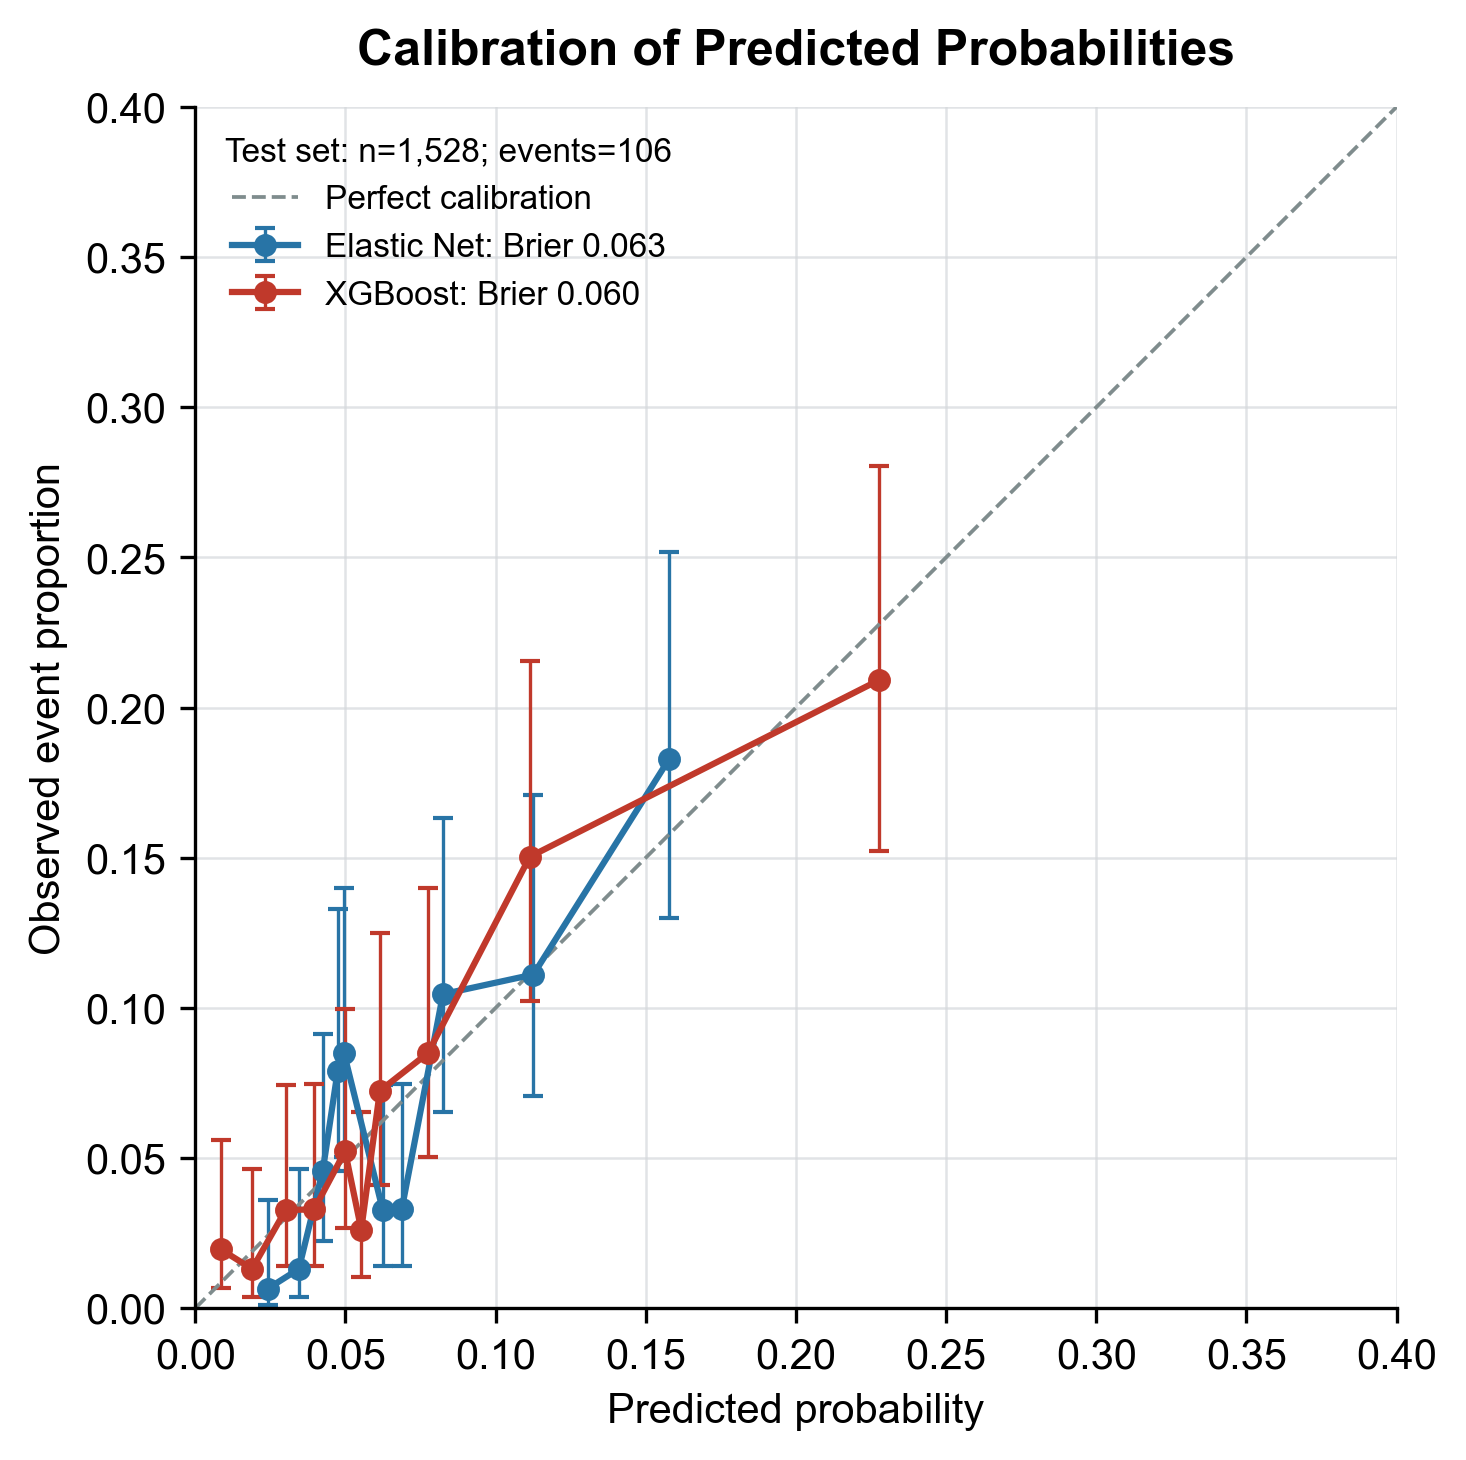 Calibration of Predicted Probabilities
0.40
Test set: n=1,528; events=106
Perfect calibration
Elastic Net: Brier 0.063
XGBoost: Brier 0.060
0.35
0.30
0.25
0.20
0.15
0.10
0.05
0.00
Observed event proportion
0.00 0.05 0.10 0.15 0.20 0.25 0.30 0.35 0.40
Predicted probability